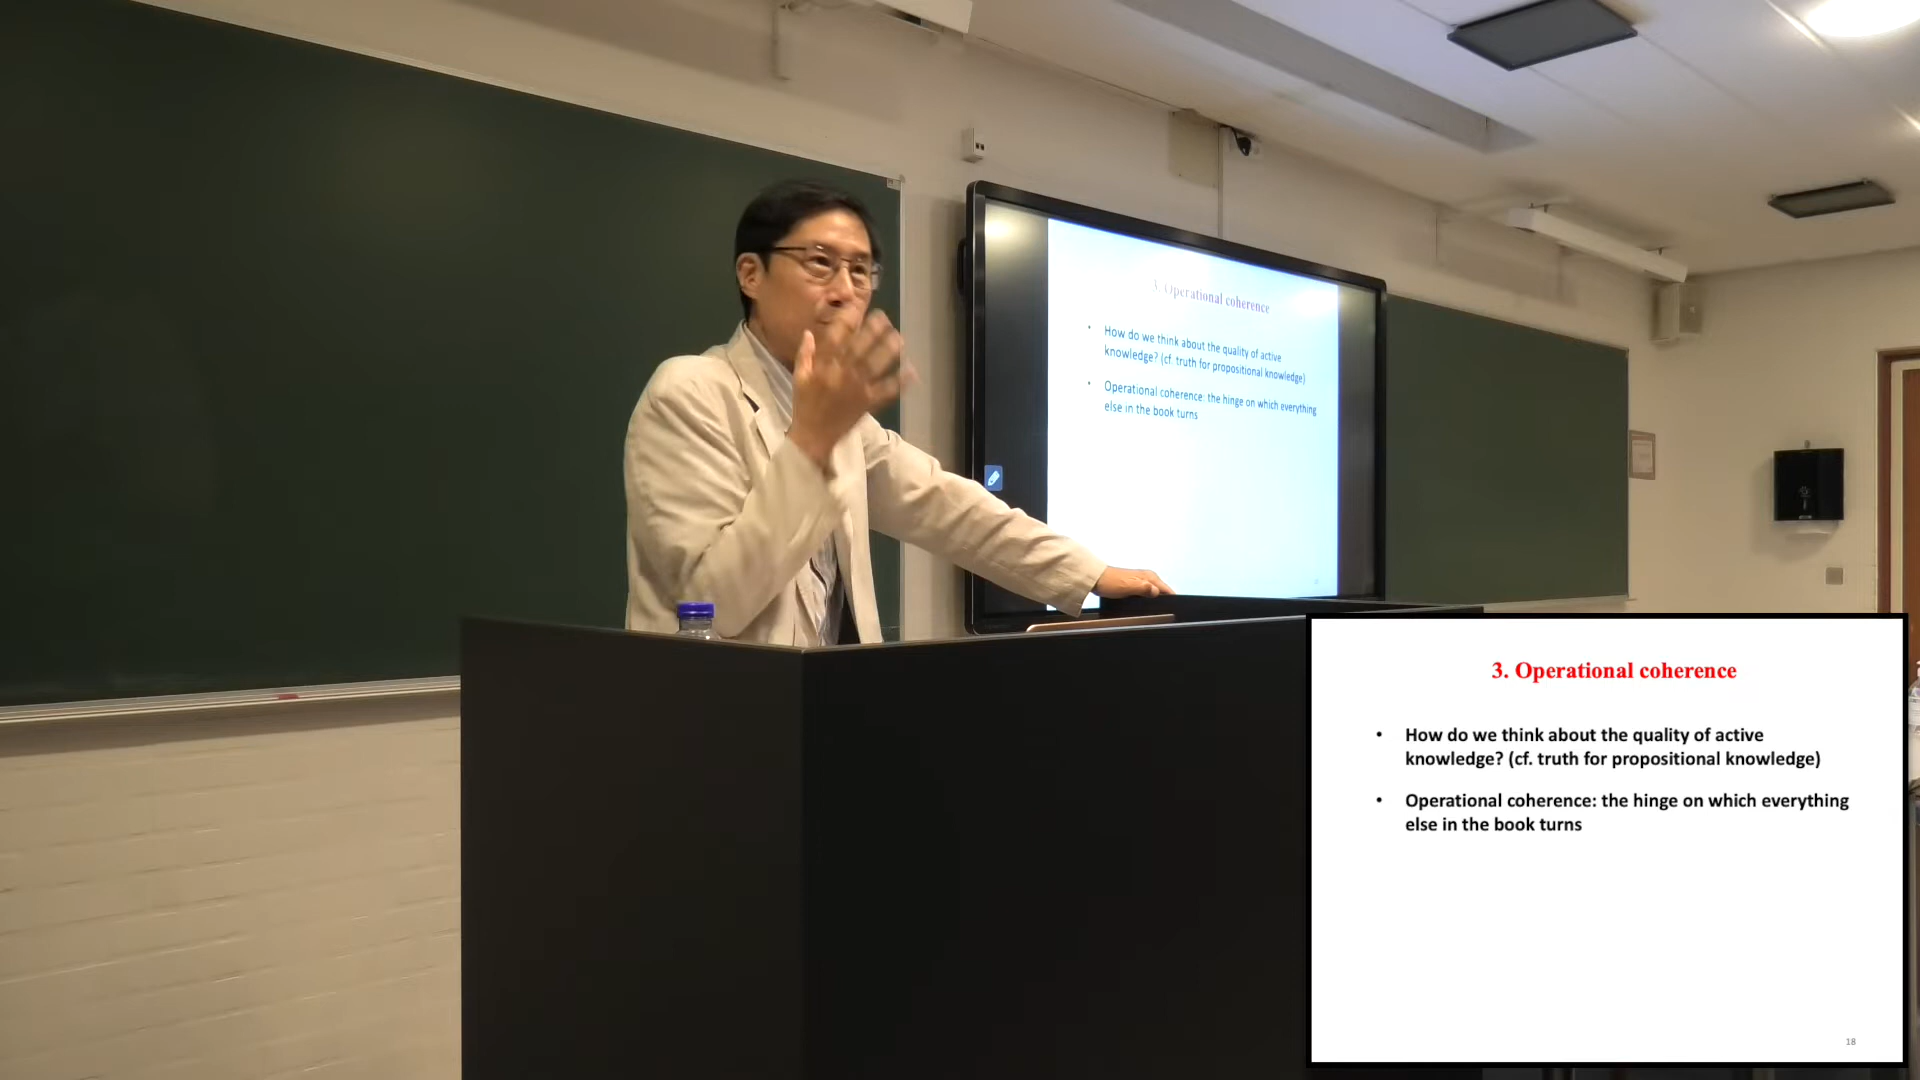 3. Operational coherence
• How do we think about the quality of active
knowledge? (cf. truth for propositional knowledge)
• Operational coherence: the hinge on which everything
else in the book turns
3. Operational coherence
• How do we think about the quality of active
knowledge? (cf. truth for propositional knowledge)
• Operational coherence: the hinge on which everything
else in the book turns
18